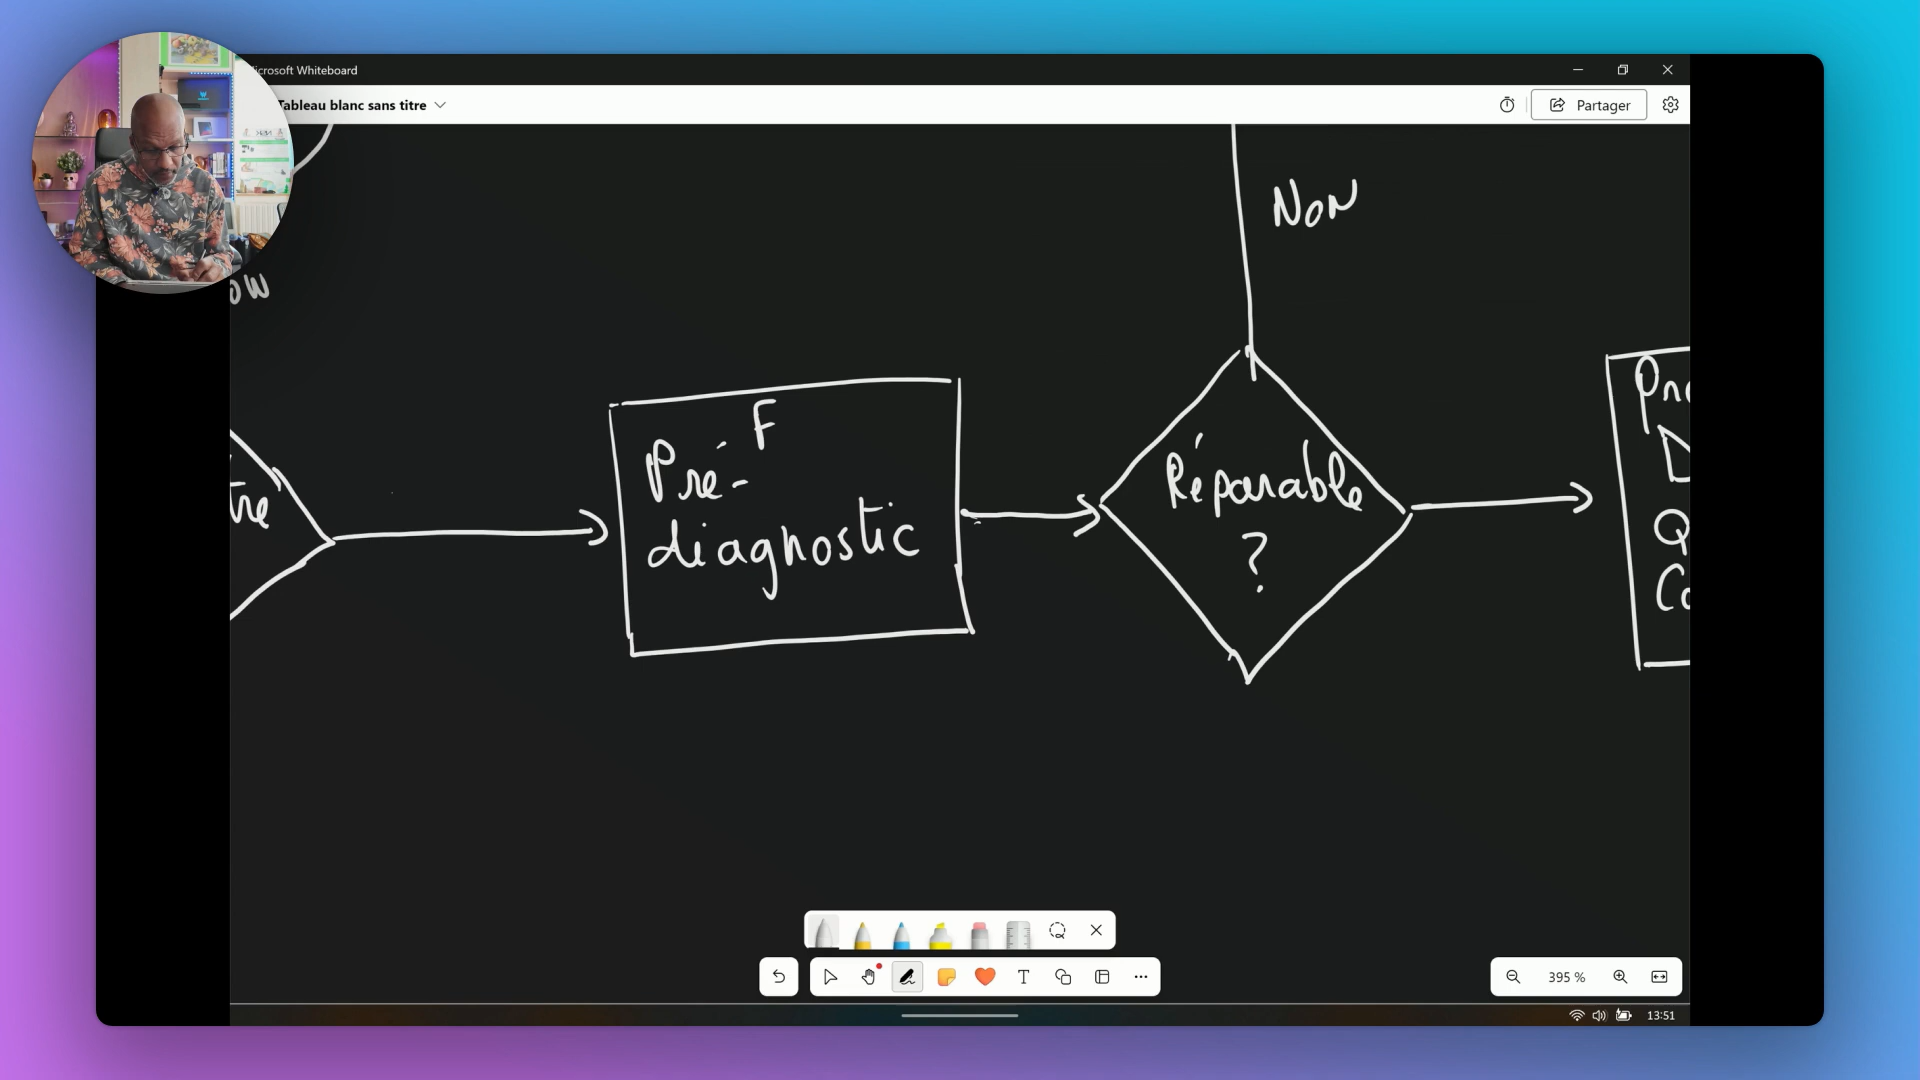 Microsoft Whiteboard
Tableau blanc sans titre
Partager
Non
F
Pré-
diagnostic
Réparable
?
Q
395 %
13:51